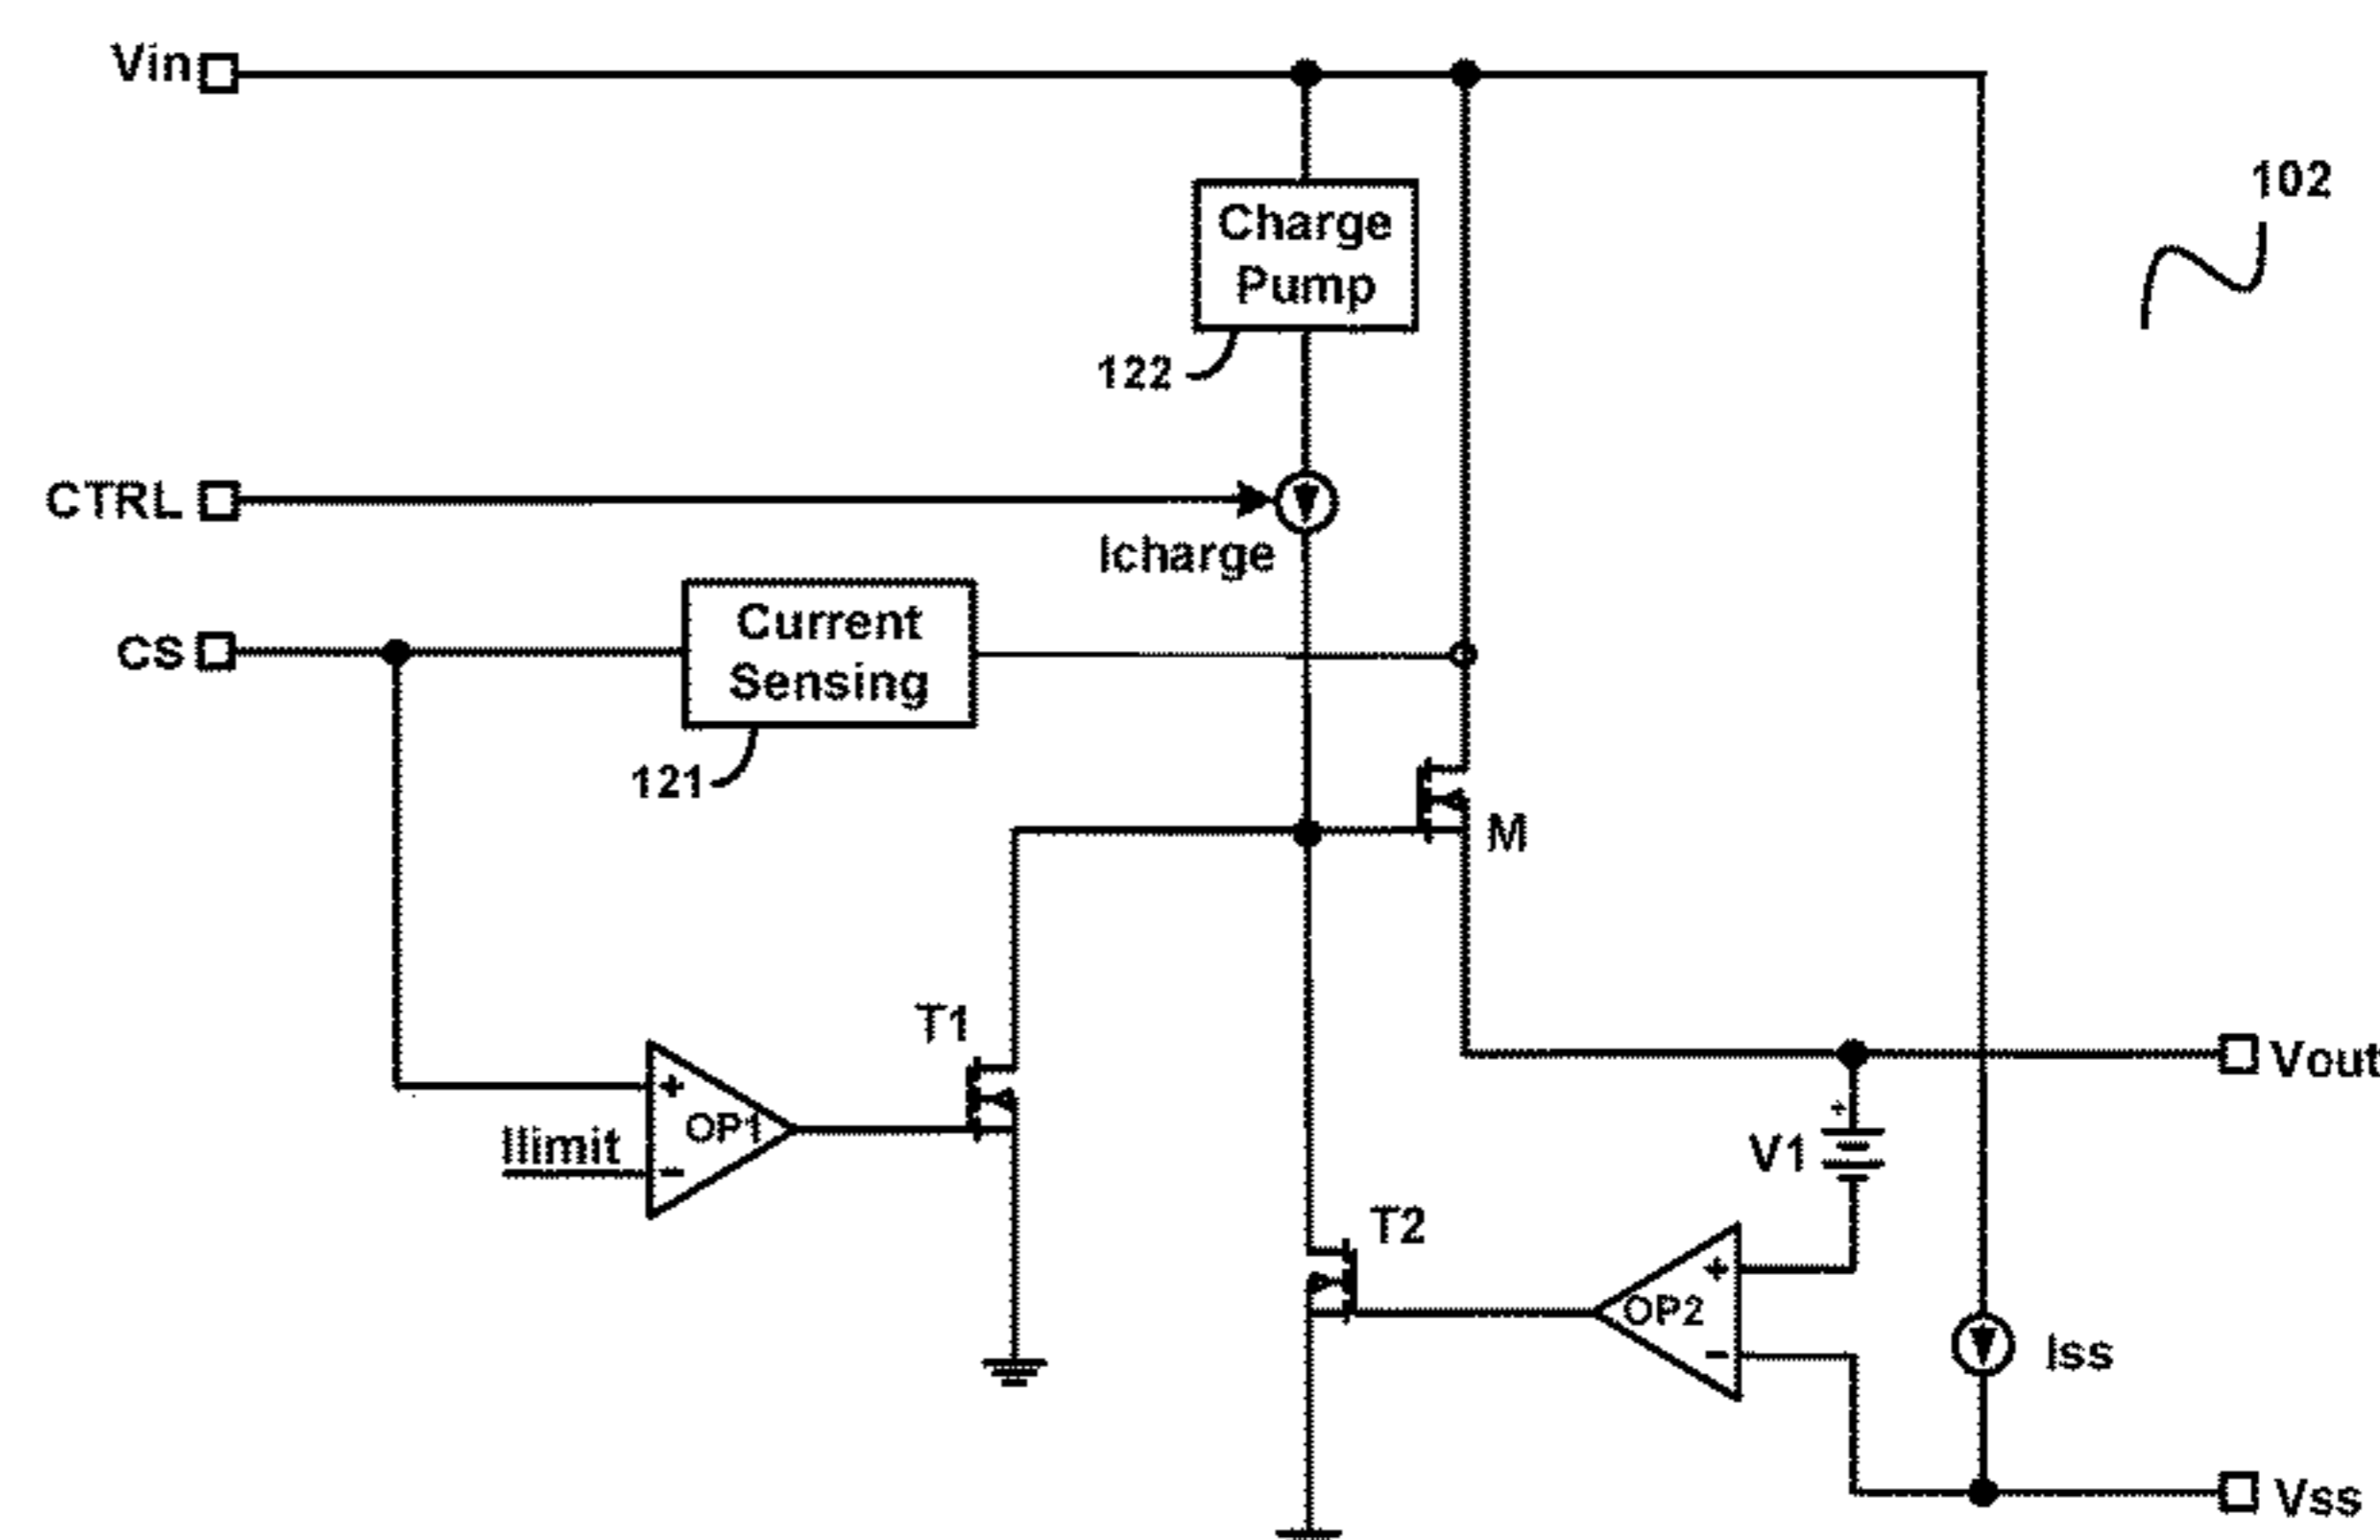 Vin
102
Charge
Pump
122
CTRL
Icharge
CS
Current
Sensing
121
M
T1
+
OP1
Ilimit
-
Vout
+
V1
T2
+
OP2
-
Iss
Vss